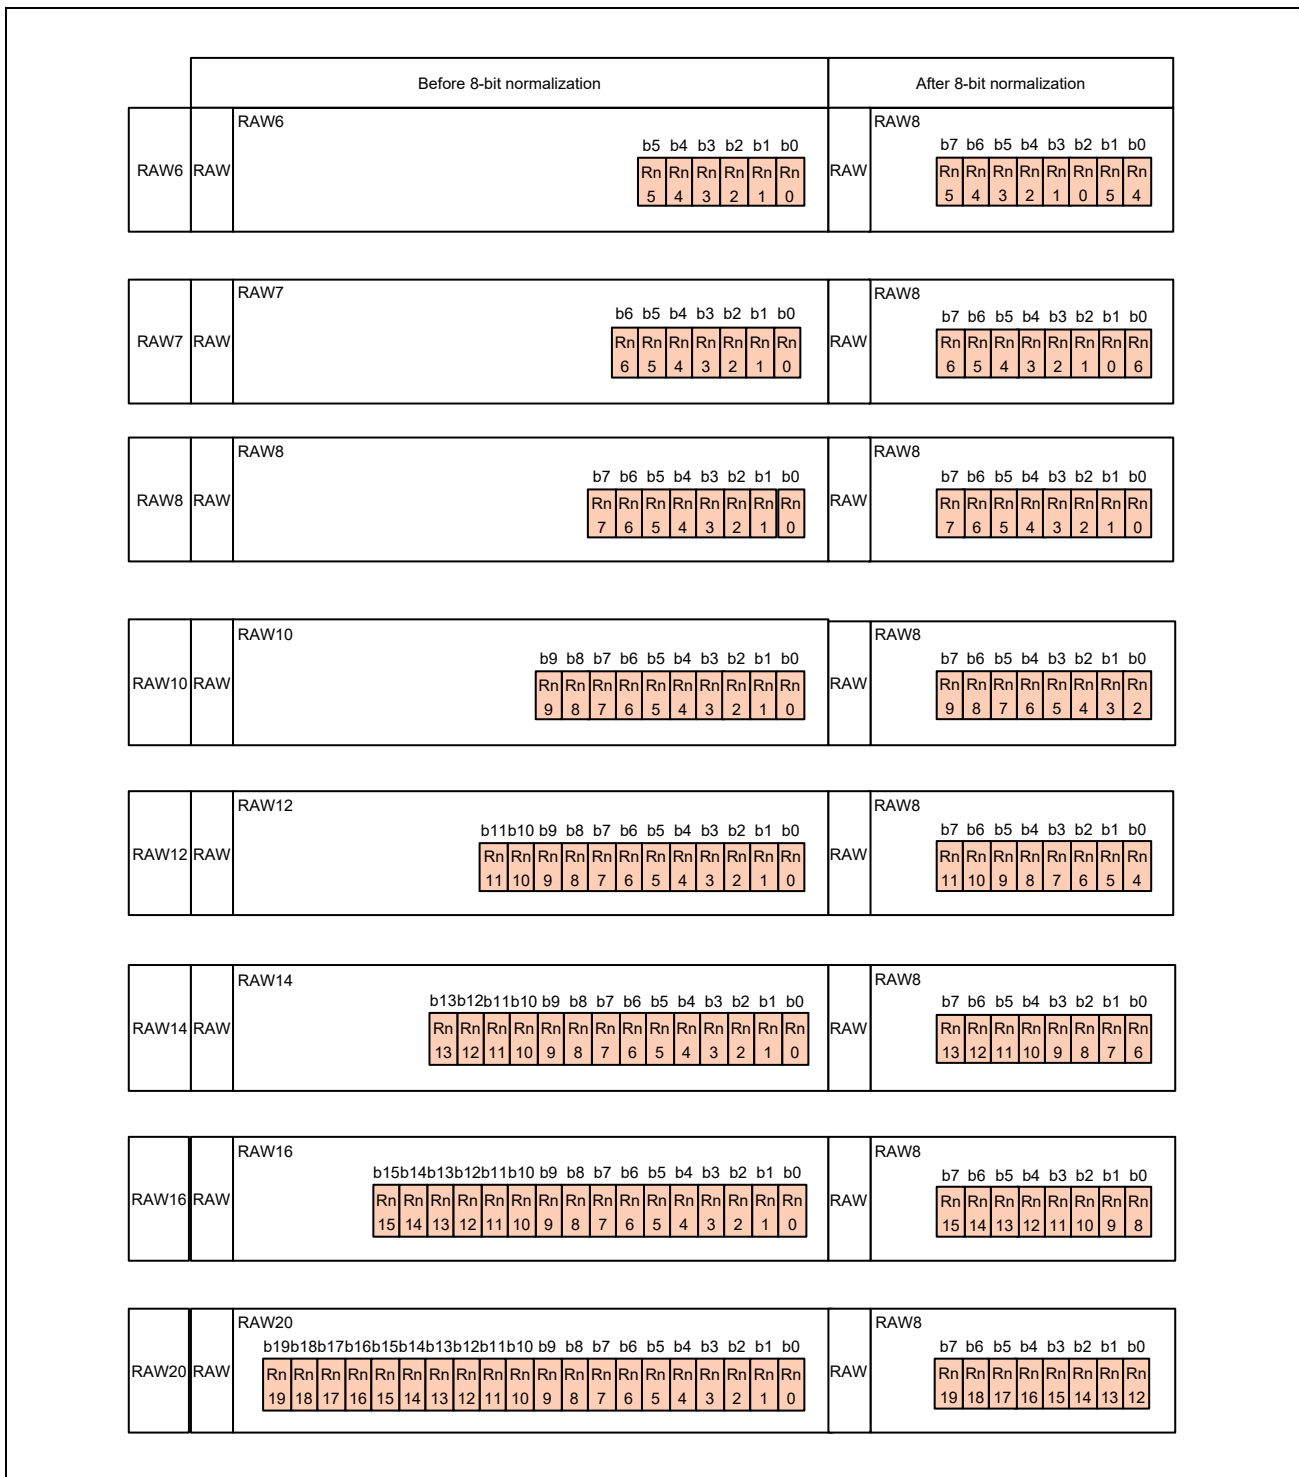 Before 8-bit normalization After 8-bit normalization
RAW6 RAW8
b5 b4 b3 b2 b1 b0 b7 b6 b5 b4 b3 b2 b1 b0
RAW6 RAW Rn Rn Rn Rn Rn Rn RAW Rn Rn Rn Rn Rn Rn Rn Rn
5 4 3 2 1 0 5 4 3 2 1 0 5 4
RAW7 RAW8
b6 b5 b4 b3 b2 b1 b0 b7 b6 b5 b4 b3 b2 b1 b0
RAW7 RAW Rn Rn Rn Rn Rn Rn Rn RAW Rn Rn Rn Rn Rn Rn Rn Rn
6 5 4 3 2 1 0 6 5 4 3 2 1 0 6
RAW8 RAW8
b7 b6 b5 b4 b3 b2 b1 b0 b7 b6 b5 b4 b3 b2 b1 b0
RAW8 RAW Rn Rn Rn Rn Rn Rn Rn Rn RAW Rn Rn Rn Rn Rn Rn Rn Rn
7 6 5 4 3 2 1 0 7 6 5 4 3 2 1 0
RAW10 RAW8
b9 b8 b7 b6 b5 b4 b3 b2 b1 b0 b7 b6 b5 b4 b3 b2 b1 b0
RAW10 RAW Rn Rn Rn Rn Rn Rn Rn Rn Rn Rn RAW Rn Rn Rn Rn Rn Rn Rn Rn
9 8 7 6 5 4 3 2 1 0 9 8 7 6 5 4 3 2
RAW12 RAW8
b11 b10 b9 b8 b7 b6 b5 b4 b3 b2 b1 b0 b7 b6 b5 b4 b3 b2 b1 b0
RAW12 RAW Rn Rn Rn Rn Rn Rn Rn Rn Rn Rn Rn Rn RAW Rn Rn Rn Rn Rn Rn Rn Rn
11 10 9 8 7 6 5 4 3 2 1 0 11 10 9 8 7 6 5 4
RAW14 RAW8
b13 b12 b11 b10 b9 b8 b7 b6 b5 b4 b3 b2 b1 b0 b7 b6 b5 b4 b3 b2 b1 b0
RAW14 RAW Rn Rn Rn Rn Rn Rn Rn Rn Rn Rn Rn Rn Rn Rn RAW Rn Rn Rn Rn Rn Rn Rn Rn
13 12 11 10 9 8 7 6 5 4 3 2 1 0 13 12 11 10 9 8 7 6
RAW16 RAW8
b15 b14 b13 b12 b11 b10 b9 b8 b7 b6 b5 b4 b3 b2 b1 b0 b7 b6 b5 b4 b3 b2 b1 b0
RAW16 RAW Rn Rn Rn Rn Rn Rn Rn Rn Rn Rn Rn Rn Rn Rn Rn Rn RAW Rn Rn Rn Rn Rn Rn Rn Rn
15 14 13 12 11 10 9 8 7 6 5 4 3 2 1 0 15 14 13 12 11 10 9 8
RAW20 RAW8
b19 b18 b17 b16 b15 b14 b13 b12 b11 b10 b9 b8 b7 b6 b5 b4 b3 b2 b1 b0 b7 b6 b5 b4 b3 b2 b1 b0
RAW20 RAW Rn Rn Rn Rn Rn Rn Rn Rn Rn Rn Rn Rn Rn Rn Rn Rn Rn Rn Rn Rn RAW Rn Rn Rn Rn Rn Rn Rn Rn
19 18 17 16 15 14 13 12 11 10 9 8 7 6 5 4 3 2 1 0 19 18 17 16 15 14 13 12